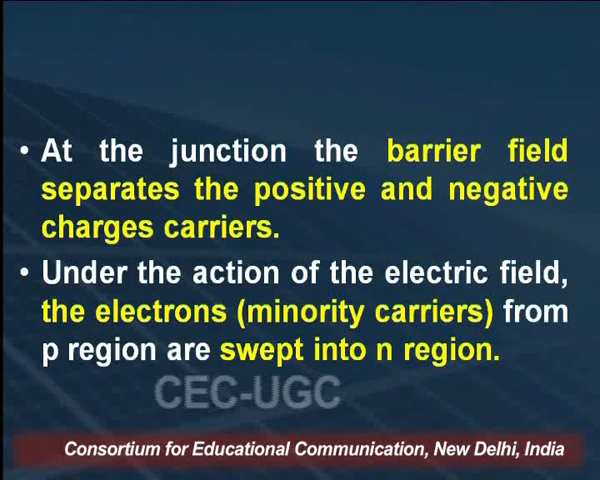 • At the junction the barrier field
separates the positive and negative
charges carriers.
• Under the action of the electric field,
the electrons (minority carriers) from
p region are swept into n region.
CEC-UGC
Consortium for Educational Communication, New Delhi, India